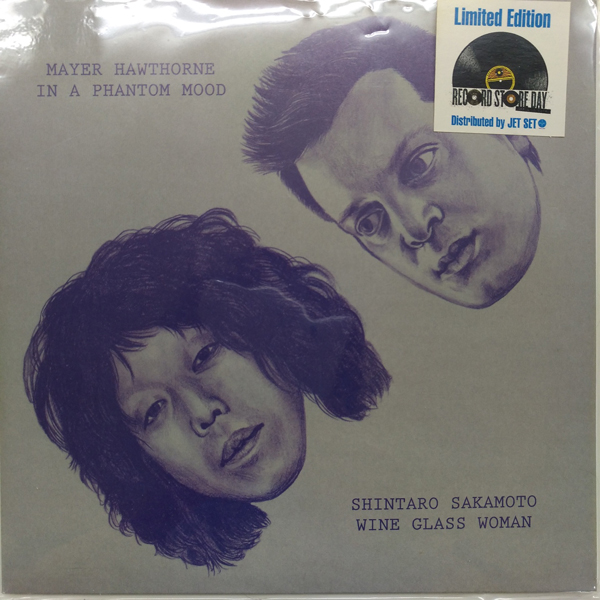 MAYER HAWTHORNE
IN A PHANTOM MOOD
Limited Edition
RECORD STORE DAY
Distributed by JET SET
SHINTARO SAKAMOTO
WINE GLASS WOMAN